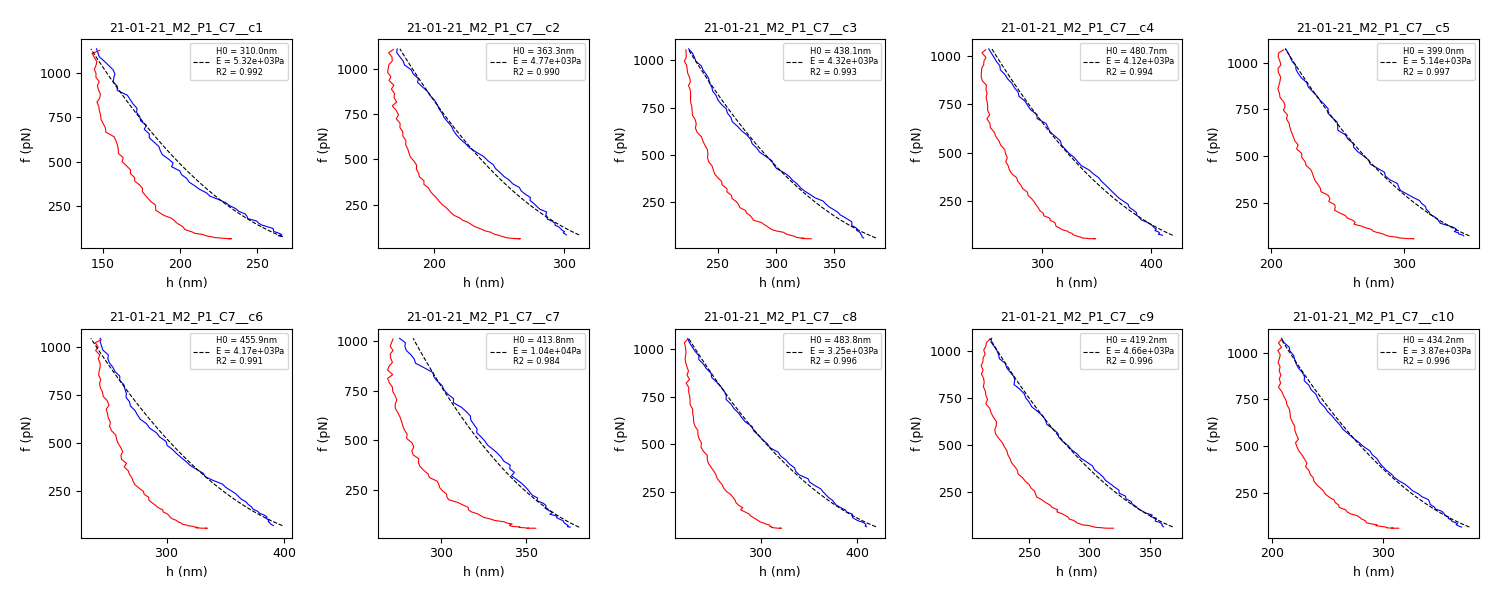 21-01-21_M2_P1_C7__c1
H0 = 310.0nm
E = 5.32e+03Pa
R2 = 0.992
f (pN)
1000
750
500
250
150 200 250
h (nm)
21-01-21_M2_P1_C7__c2
H0 = 363.3nm
E = 4.77e+03Pa
R2 = 0.990
f (pN)
1000
750
500
250
200 300
h (nm)
21-01-21_M2_P1_C7__c3
H0 = 438.1nm
E = 4.32e+03Pa
R2 = 0.993
f (pN)
1000
750
500
250
250 300 350
h (nm)
21-01-21_M2_P1_C7__c4
H0 = 480.7nm
E = 4.12e+03Pa
R2 = 0.994
f (pN)
1000
750
500
250
300 400
h (nm)
21-01-21_M2_P1_C7__c5
H0 = 399.0nm
E = 5.14e+03Pa
R2 = 0.997
f (pN)
1000
750
500
250
200 300
h (nm)
21-01-21_M2_P1_C7__c6
H0 = 455.9nm
E = 4.17e+03Pa
R2 = 0.991
f (pN)
1000
750
500
250
300 400
h (nm)
21-01-21_M2_P1_C7__c7
H0 = 413.8nm
E = 1.04e+04Pa
R2 = 0.984
f (pN)
1000
750
500
250
300 350
h (nm)
21-01-21_M2_P1_C7__c8
H0 = 483.8nm
E = 3.25e+03Pa
R2 = 0.996
f (pN)
1000
750
500
250
300 400
h (nm)
21-01-21_M2_P1_C7__c9
H0 = 419.2nm
E = 4.66e+03Pa
R2 = 0.996
f (pN)
1000
750
500
250
250 300 350
h (nm)
21-01-21_M2_P1_C7__c10
H0 = 434.2nm
E = 3.87e+03Pa
R2 = 0.996
f (pN)
1000
750
500
250
200 300
h (nm)